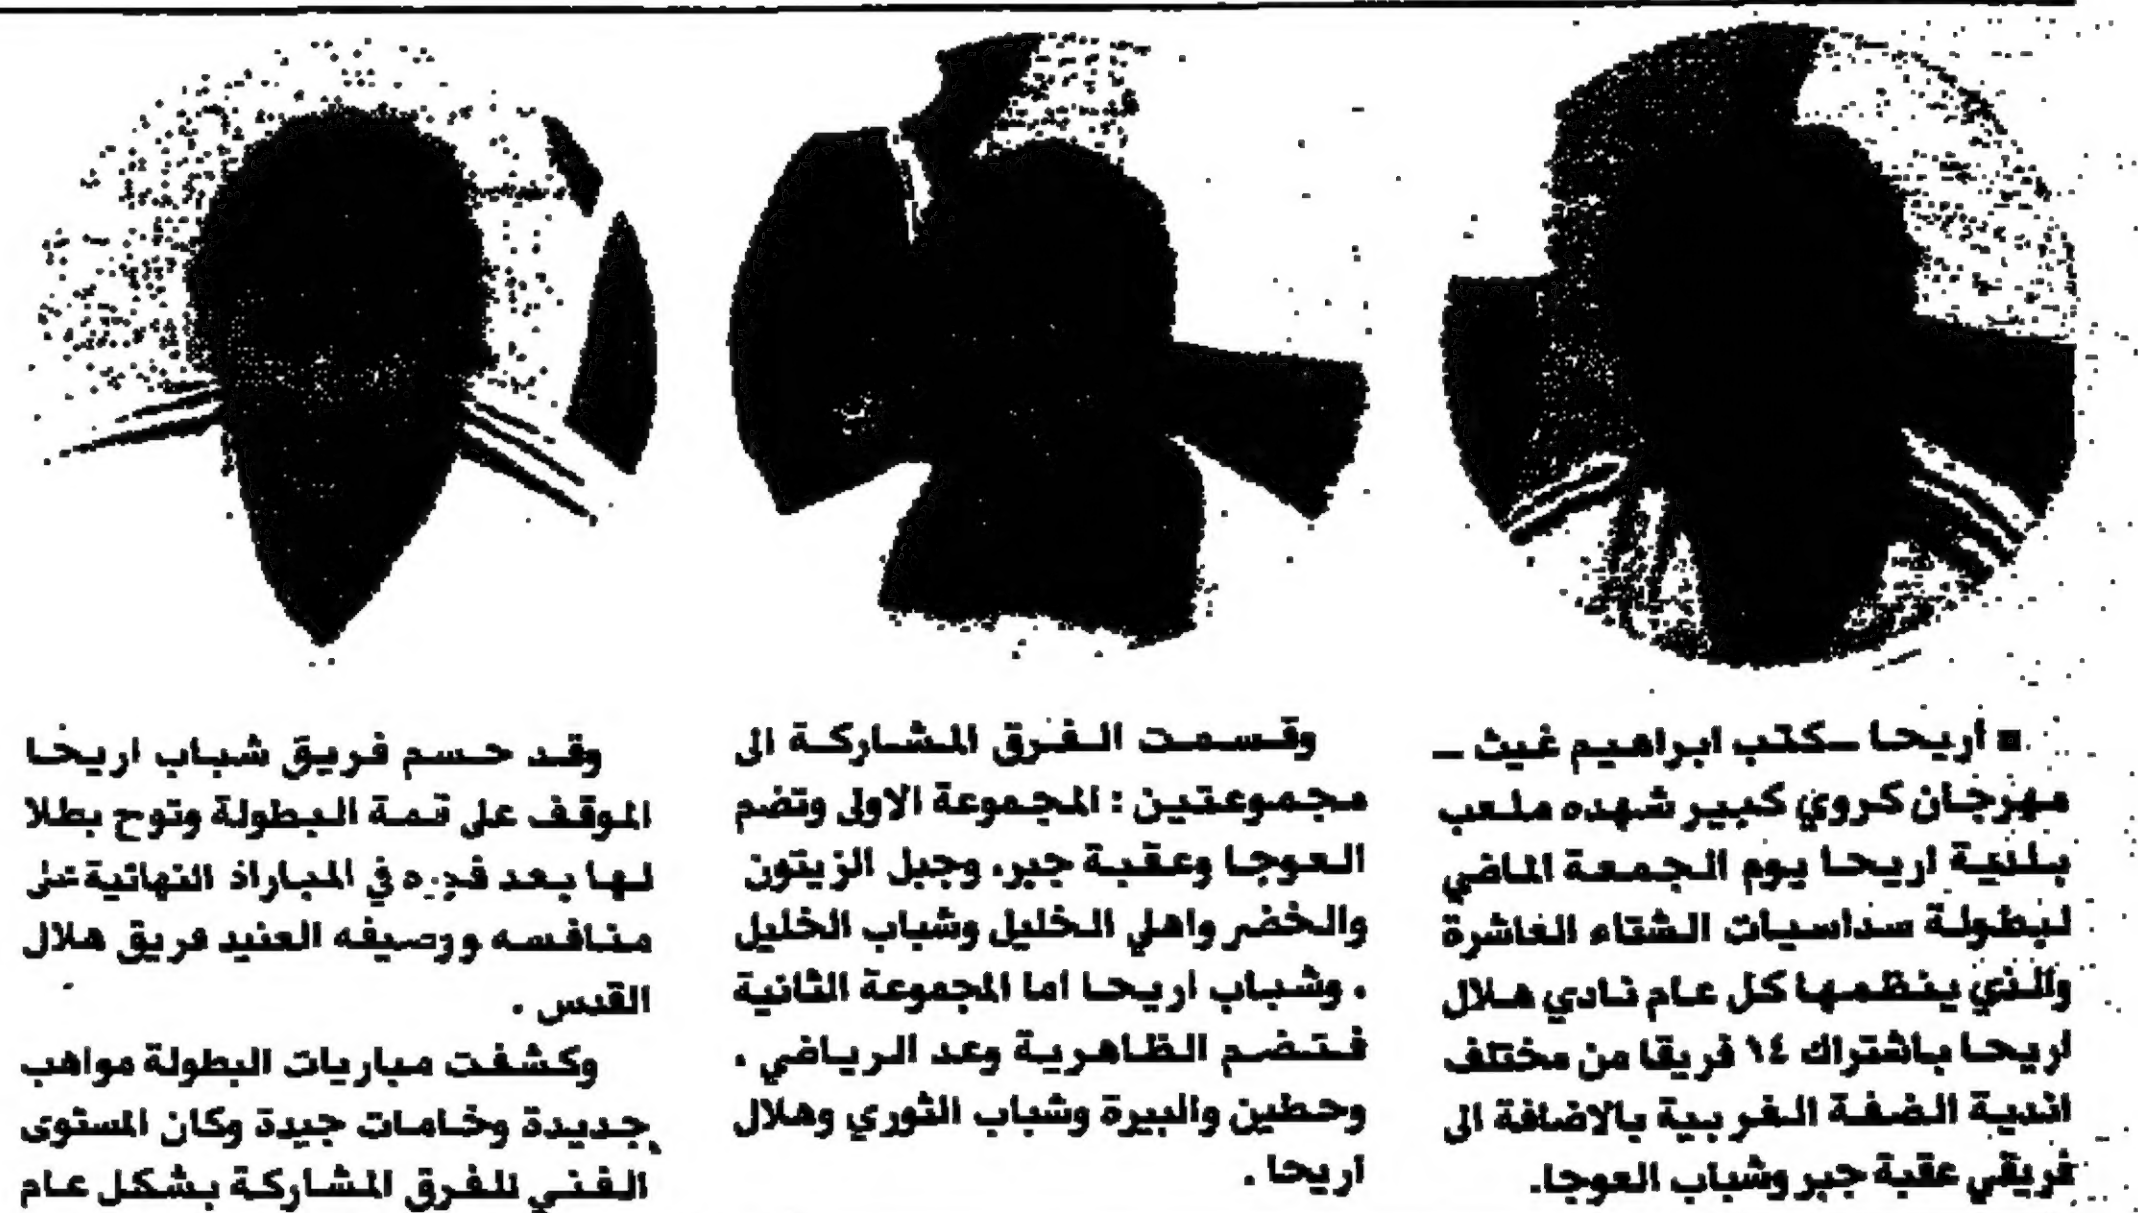 ■ اريحا ـ كتب ابراهيم غيث ـ
مهرجان كروي كبير شهده ملعب
بلدية اريحا يوم الجمعة الماضي
لبطولة سداسيات الشتاء العاشرة
والذي ينظمها كل عام نادي هلال
اريحا باشتراك ١٤ فريقا من مختلف
اندية الضفة الغربية بالاضافة الى
فريقي عقبة جبر وشباب العوجا.
وقسمت الفرق المشاركة الى
مجموعتين : المجموعة الاولى وتضم
العوجا وعقبة جبر. وجبل الزيتون
والخضر واهلي الخليل وشباب الخليل
. وشباب اريحا اما المجموعة الثانية
فتضم الظاهرية وعد الرياضي .
وحطين والبيرة وشباب الثوري وهلال
اريحا .
وقد حسم فريق شباب اريحا
الموقف على قمة البطولة وتوج بطلا
لها بعد في المباراة النهائية على
منافسه ورصيفه العنيد فريق هلال
القدس .
وكشفت مباريات البطولة مواهب
جديدة وخامات جيدة وكان المستوى
الفني للفرق المشاركة بشكل عام